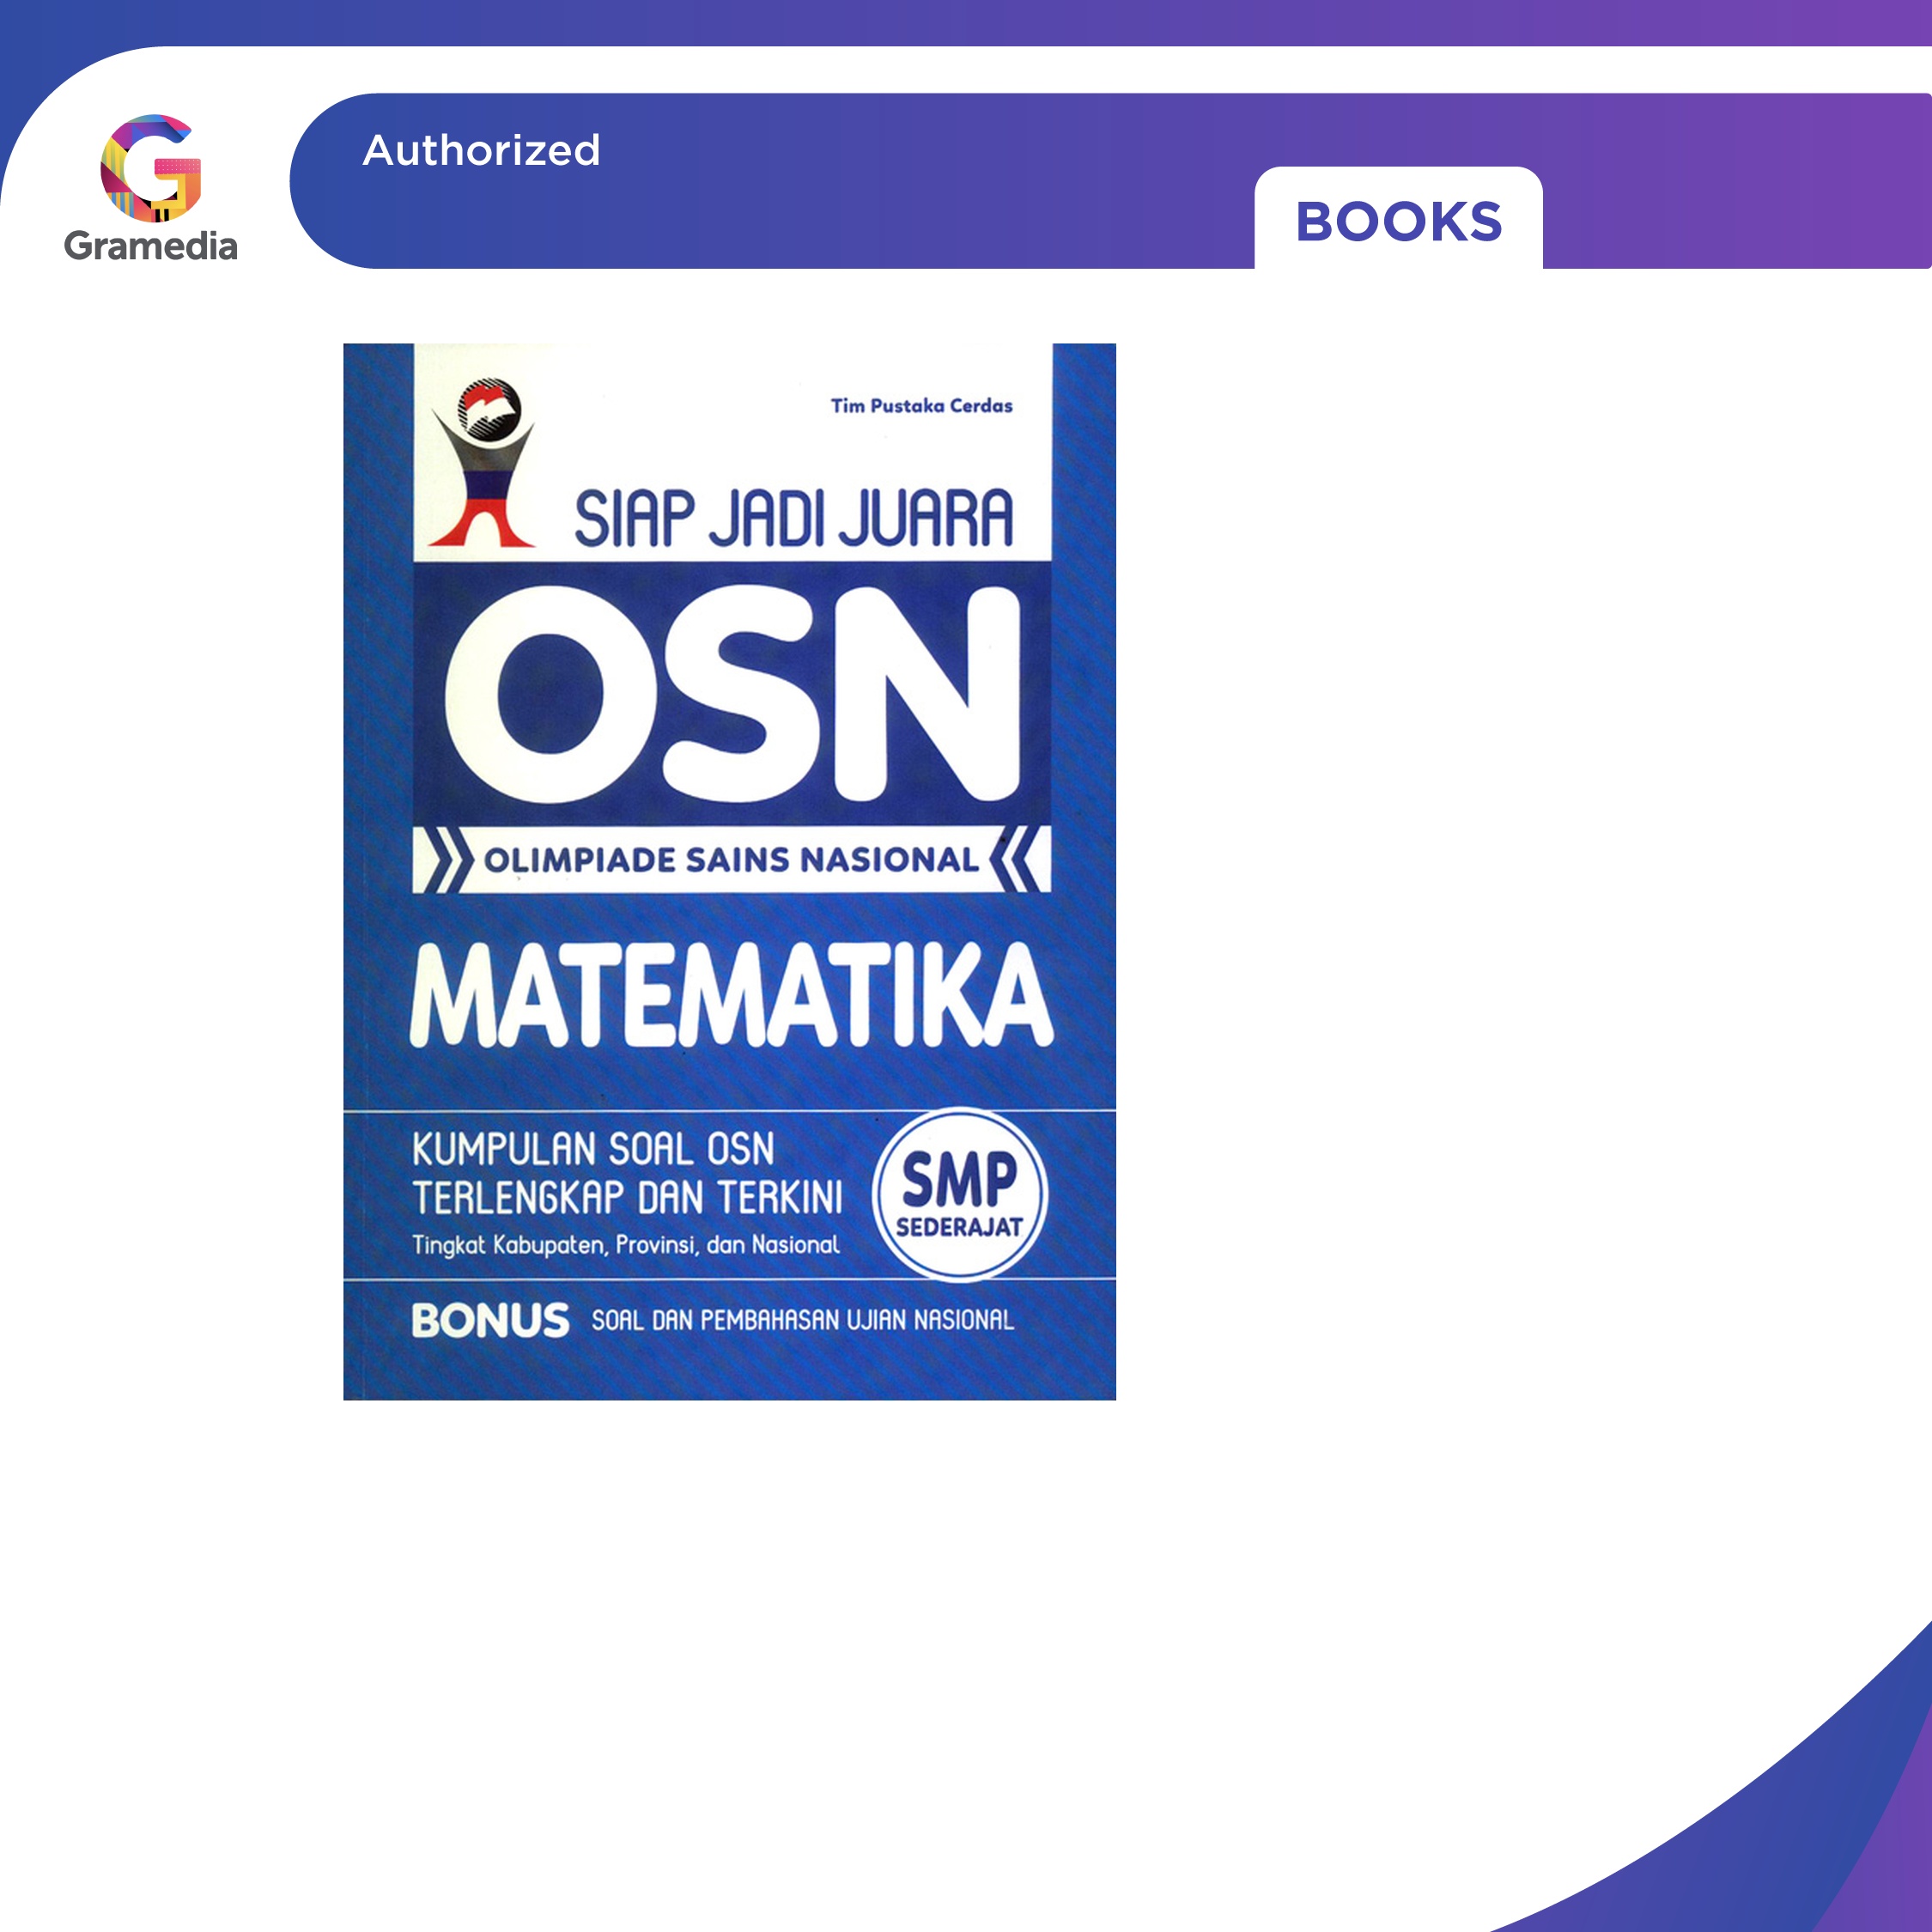 Authorized
Gramedia
BOOKS
Tim Pustaka Cerdas
SIAP JADI JUARA
OSN
OLIMPIADE SAINS NASIONAL
MATEMATIKA
KUMPULAN SOAL OSN
TERLENGKAP DAN TERKINI
Tingkat Kabupaten, Provinsi, dan Nasional
SMP
SEDERAJAT
BONUS SOAL DAN PEMBAHASAN UJIAN NASIONAL